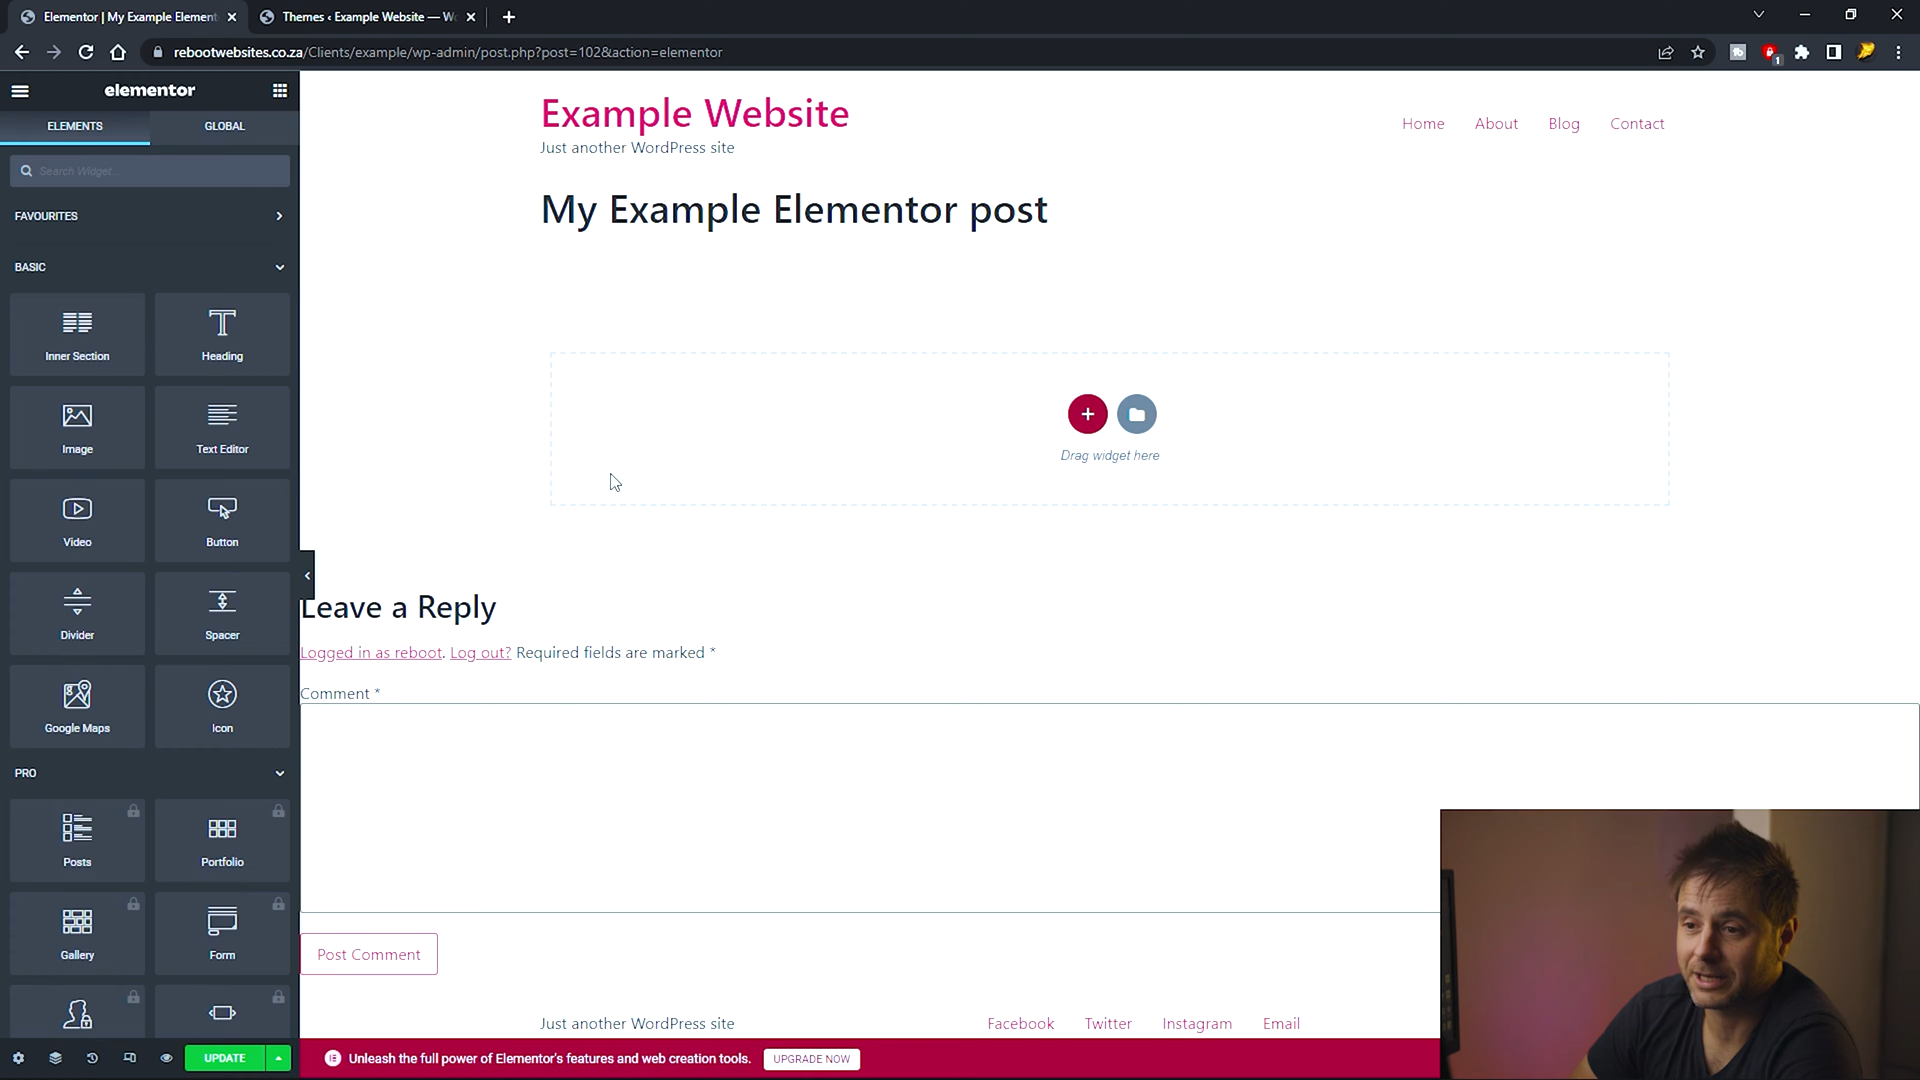 Elementor | My Example Element
Themes ‹ Example Website — Wo
rebootwebsites.co.za/Clients/example/wp-admin/post.php?post=102&action=elementor
1
elementor
ELEMENTS
GLOBAL
Search Widget...
FAVOURITES
BASIC
Inner Section
Heading
Image
Text Editor
Video
Button
Divider
Spacer
Google Maps
Icon
PRO
Posts
Portfolio
Gallery
Form
UPDATE
Example Website
Just another WordPress site
Home
About
Blog
Contact
My Example Elementor post
Drag widget here
Leave a Reply
Logged in as reboot. Log out? Required fields are marked *
Comment *
Post Comment
Just another WordPress site
Facebook
Twitter
Instagram
Email
Unleash the full power of Elementor's features and web creation tools.
UPGRADE NOW